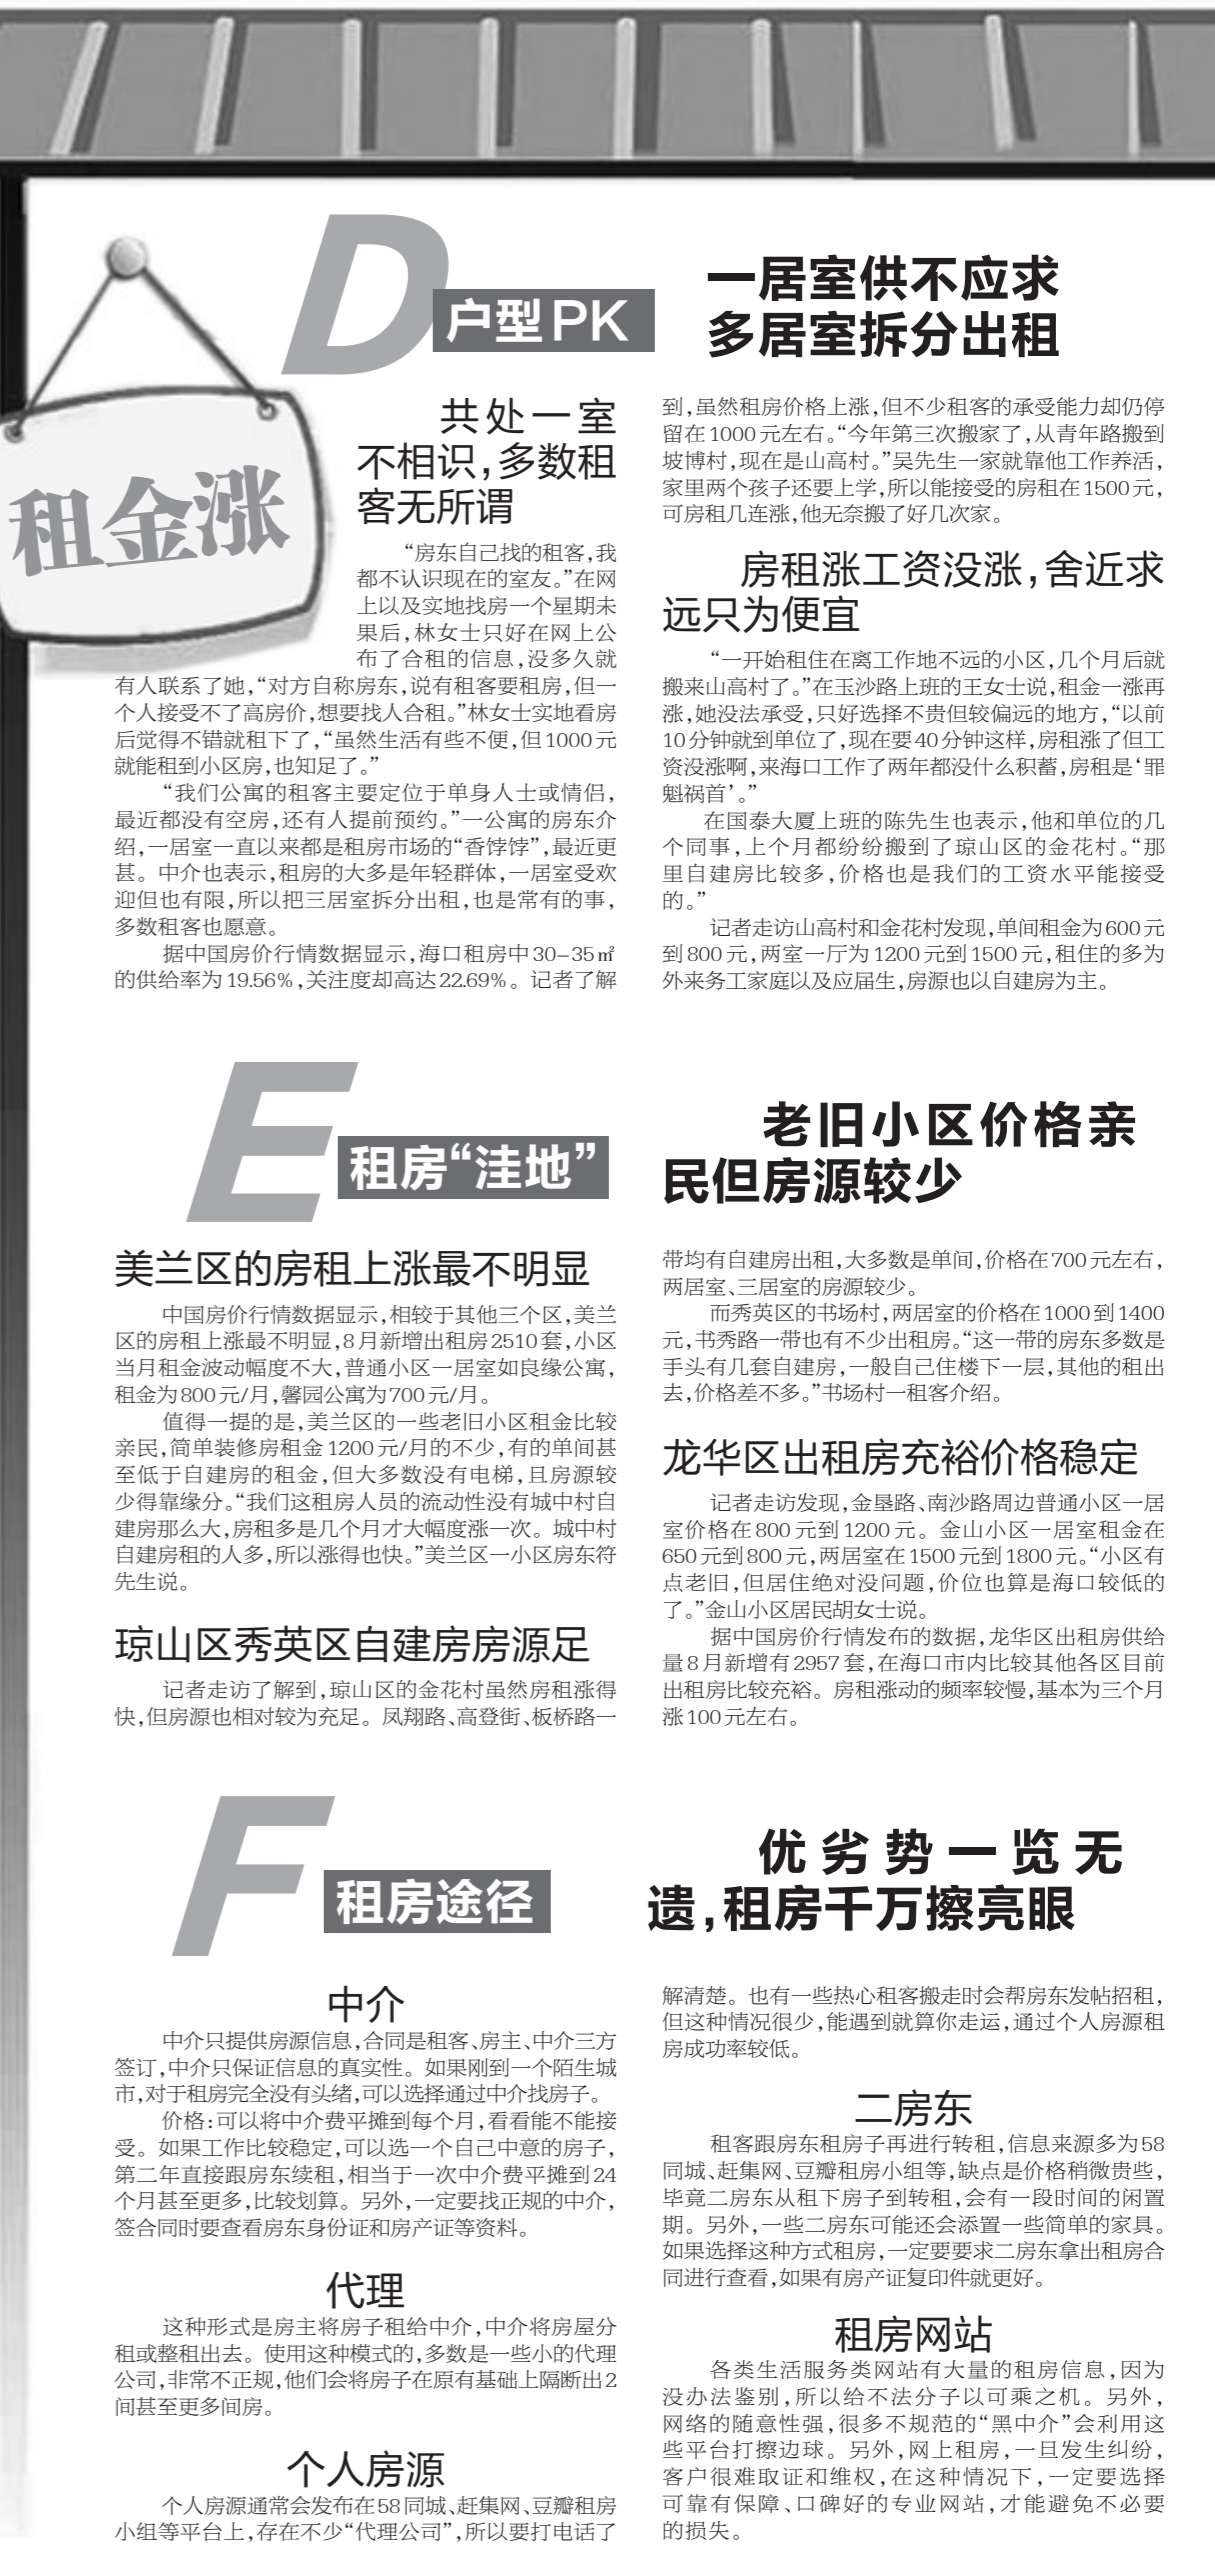 租金涨
D
户型PK
一居室供不应求
多居室拆分出租
共处一室
不相识,多数租
客无所谓
“房东自己找的租客,我
都不认识现在的室友。”在网
上以及实地找房一个星期未
果后,林女士只好在网上公
布了合租的信息,没多久就
有人联系了她,“对方自称房东,说有租客要租房,但一
个人接受不了高房价,想要找人合租。”林女士实地看房
后觉得不错就租下了,“虽然生活有些不便,但1000元
就能租到小区房,也知足了。”
“我们公寓的租客主要定位于单身人士或情侣,
最近都没有空房,还有人提前预约。”一公寓的房东介
绍,一居室一直以来都是租房市场的“香饽饽”,最近更
甚。中介也表示,租房的大多是年轻群体,一居室受欢
迎但也有限,所以把三居室拆分出租,也是常有的事,
多数租客也愿意。
据中国房价行情数据显示,海口租房中30-35㎡
的供给率为19.56%,关注度却高达22.69%。记者了解
到,虽然租房价格上涨,但不少租客的承受能力却仍停
留在1000元左右。“今年第三次搬家了,从青年路搬到
坡博村,现在是山高村。”吴先生一家就靠他工作养活,
家里两个孩子还要上学,所以能接受的房租在1500元,
可房租几连涨,他无奈搬了好几次家。
房租涨工资没涨,舍近求
远只为便宜
“一开始租住在离工作地不远的小区,几个月后就
搬来山高村了。”在玉沙路上班的王女士说,租金一涨再
涨,她没法承受,只好选择不贵但较偏远的地方,“以前
10分钟就到单位了,现在要40分钟这样,房租涨了但工
资没涨啊,来海口工作了两年都没什么积蓄,房租是‘罪
魁祸首’。”
在国泰大厦上班的陈先生也表示,他和单位的几
个同事,上个月都纷纷搬到了琼山区的金花村。“那
里自建房比较多,价格也是我们的工资水平能接受
的。”
记者走访山高村和金花村发现,单间租金为600元
到800元,两室一厅为1200元到1500元,租住的多为
外来务工家庭以及应届生,房源也以自建房为主。
E
租房“洼地”
老旧小区价格亲
民但房源较少
美兰区的房租上涨最不明显
中国房价行情数据显示,相较于其他三个区,美兰
区的房租上涨最不明显,8月新增出租房2510套,小区
当月租金波动幅度不大,普通小区一居室如良缘公寓,
租金为800元/月,馨园公寓为700元/月。
值得一提的是,美兰区的一些老旧小区租金比较
亲民,简单装修房租金1200元/月的不少,有的单间甚
至低于自建房的租金,但大多数没有电梯,且房源较
少得靠缘分。“我们这租房人员的流动性没有城中村自
建房那么大,房租多是几个月才大幅度涨一次。城中村
自建房租的人多,所以涨得也快。”美兰区一小区房东符
先生说。
琼山区秀英区自建房房源足
记者走访了解到,琼山区的金花村虽然房租涨得
快,但房源也相对较为充足。凤翔路、高登街、板桥路一
带均有自建房出租,大多数是单间,价格在700元左右,
两居室、三居室的房源较少。
而秀英区的书场村,两居室的价格在1000到1400
元,书秀路一带也有不少出租房。“这一带的房东多数是
手头有几套自建房,一般自己住楼下一层,其他的租出
去,价格差不多。”书场村一租客介绍。
龙华区出租房充裕价格稳定
记者走访发现,金垦路、南沙路周边普通小区一居
室价格在800元到1200元。金山小区一居室租金在
650元到800元,两居室在1500元到1800元。“小区有
点老旧,但居住绝对没问题,价位也算是海口较低的
了。”金山小区居民胡女士说。
据中国房价行情发布的数据,龙华区出租房供给
量8月新增有2957套,在海口市内比较其他各区目前
出租房比较充裕。房租涨动的频率较慢,基本为三个月
涨100元左右。
F
租房途径
优劣势一览无
遗,租房千万擦亮眼
中介
中介只提供房源信息,合同是租客、房主、中介三方
签订,中介只保证信息的真实性。如果刚到一个陌生城
市,对于租房完全没有头绪,可以选择通过中介找房子。
价格:可以将中介费平摊到每个月,看看能不能接
受。如果工作比较稳定,可以选一个自己中意的房子,
第二年直接跟房东续租,相当于一次中介费平摊到24
个月甚至更多,比较划算。另外,一定要找正规的中介,
签合同时要查看房东身份证和房产证等资料。
代理
这种形式是房主将房子租给中介,中介将房屋分
租或整租出去。使用这种模式的,多数是一些小的代理
公司,非常不正规,他们会将房子在原有基础上隔断出2
间甚至更多间房。
个人房源
个人房源通常会发布在58同城、赶集网、豆瓣租房
小组等平台上,存在不少“代理公司”,所以要打电话了
解清楚。也有一些热心租客搬走时会帮房东发帖招租,
但这种情况很少,能遇到就算你走运,通过个人房源租
房成功率较低。
二房东
租客跟房东租房子再进行转租,信息来源多为58
同城、赶集网、豆瓣租房小组等,缺点是价格稍微贵些,
毕竟二房东从租下房子到转租,会有一段时间的闲置
期。另外,一些二房东可能还会添置一些简单的家具。
如果选择这种方式租房,一定要要求二房东拿出租房合
同进行查看,如果有房产证复印件就更好。
租房网站
各类生活服务类网站有大量的租房信息,因为
没办法鉴别,所以给不法分子以可乘之机。另外,
网络的随意性强,很多不规范的“黑中介”会利用这
些平台打擦边球。另外,网上租房,一旦发生纠纷,
客户很难取证和维权,在这种情况下,一定要选择
可靠有保障、口碑好的专业网站,才能避免不必要
的损失。